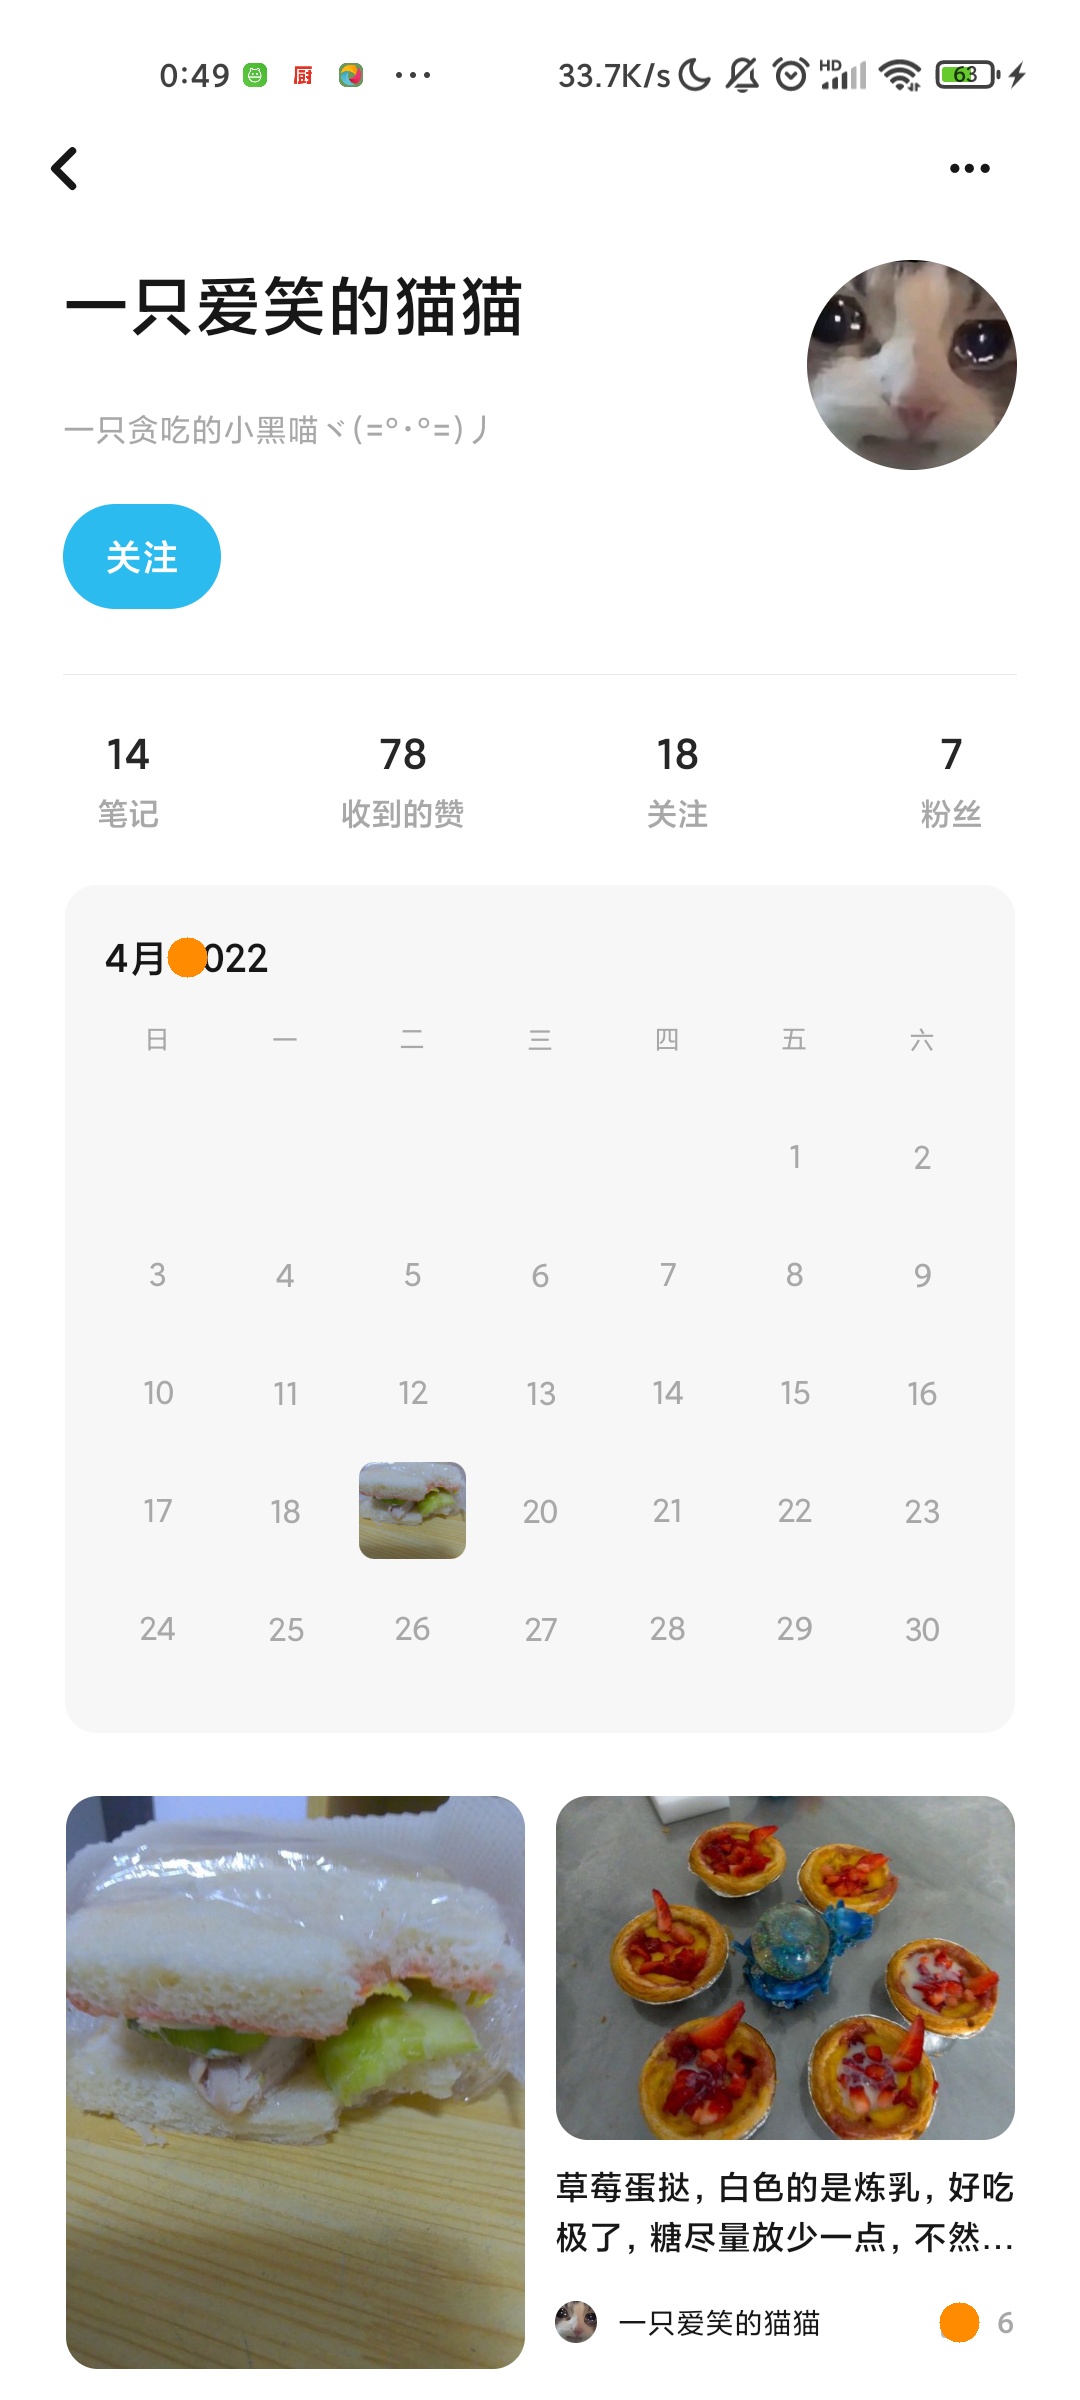 0:49 厨 ... 33.7K/s HD 63
一只爱笑的猫猫
一只贪吃的小黑喵ヾ(=°·°=)丿
关注
14 78 18 7
笔记 收到的赞 关注 粉丝
4月 022
日 一 二 三 四 五 六
1 2
3 4 5 6 7 8 9
10 11 12 13 14 15 16
17 18 20 21 22 23
24 25 26 27 28 29 30
草莓蛋挞，白色的是炼乳，好吃
极了，糖尽量放少一点，不然...
一只爱笑的猫猫 6